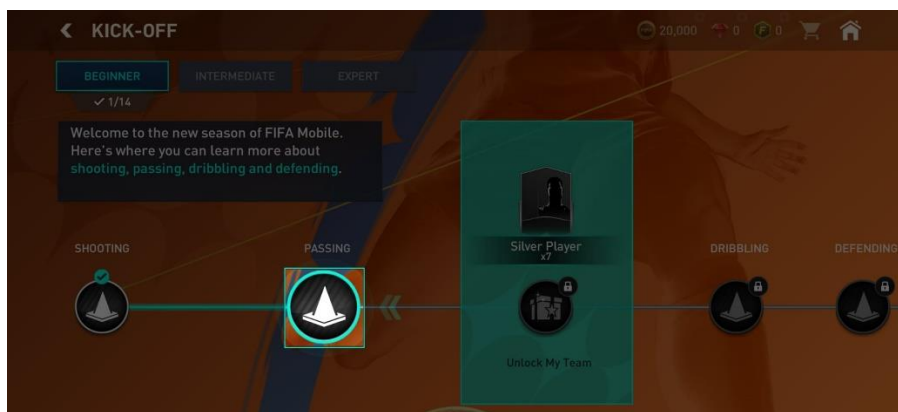 KICK-OFF
20,000 0 0
BEGINNER INTERMEDIATE EXPERT
1/14
Welcome to the new season of FIFA Mobile.
Here's where you can learn more about
shooting, passing, dribbling and defending.
SHOOTING PASSING Silver Player DRIBBLING DEFENDING
x7
Unlock My Team